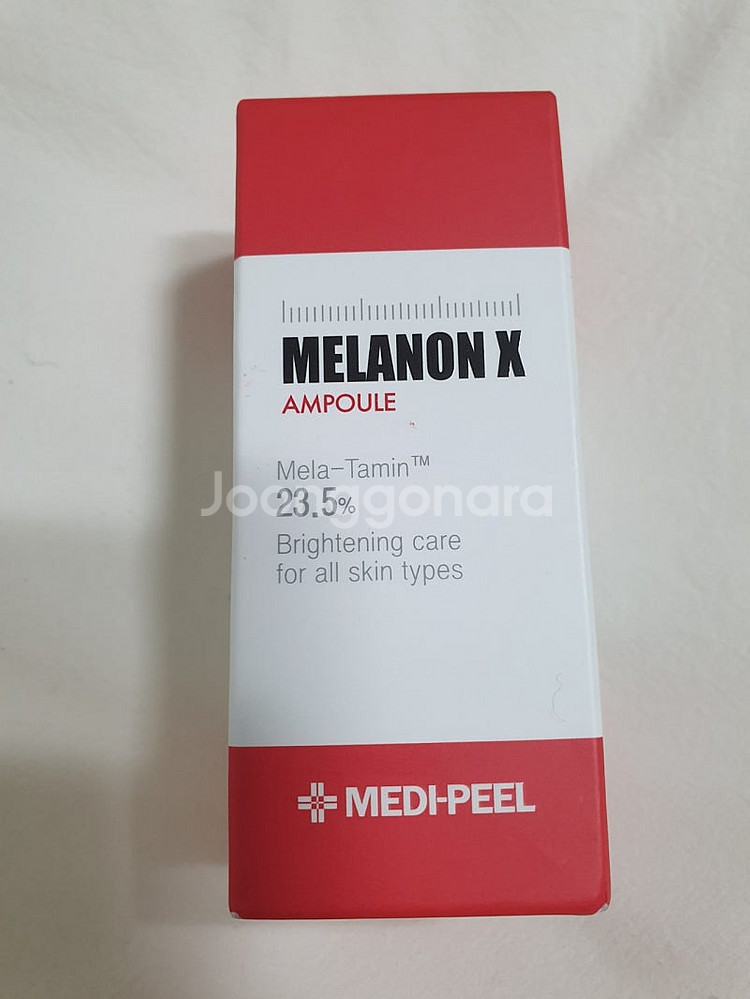 MELANON X
AMPOULE
Mela-Tamin™
23.5%
Joonggonara
Brightening care
for all skin types
MEDI-PEEL